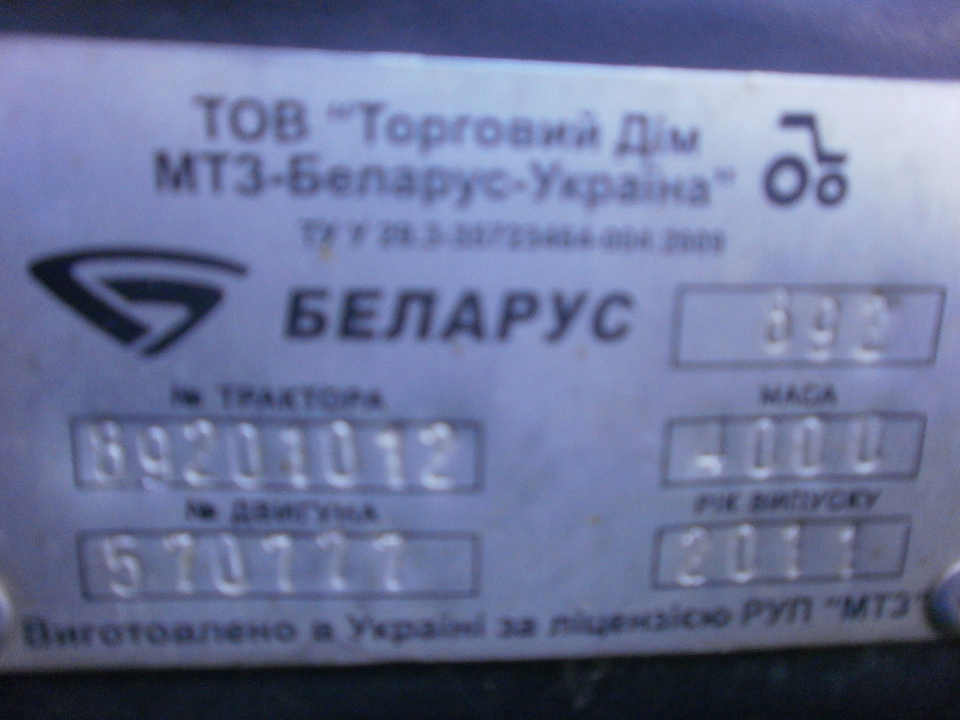 ТОВ "Торговий Дім
МТЗ-Беларус-Україна"
ТУ У
БЕЛАРУС 892
№ ТРАКТОРА МАСА
89201012 4000
№ ДВИГУНА РІК ВИПУСКУ
2011
Виготовлено в Україні за ліцензією РУП "МТЗ"